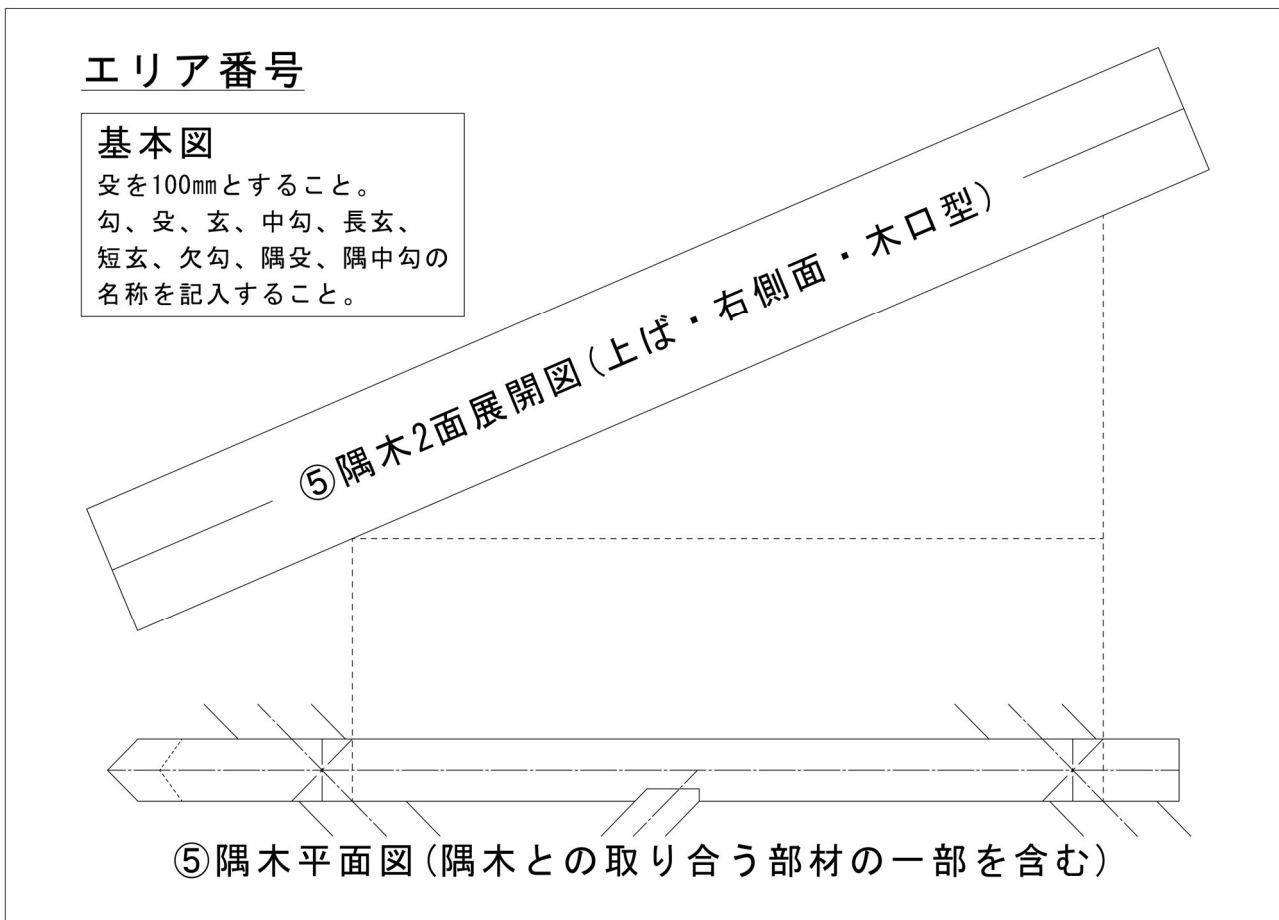 エリア番号
基本図
殳を100㎜とすること。
勾、殳、玄、中勾、長玄、
短玄、欠勾、隅殳、隅中勾の
名称を記入すること。
⑤隅木2面展開図(上ば・右側面・木口型)
⑤隅木平面図(隅木との取り合う部材の一部を含む)